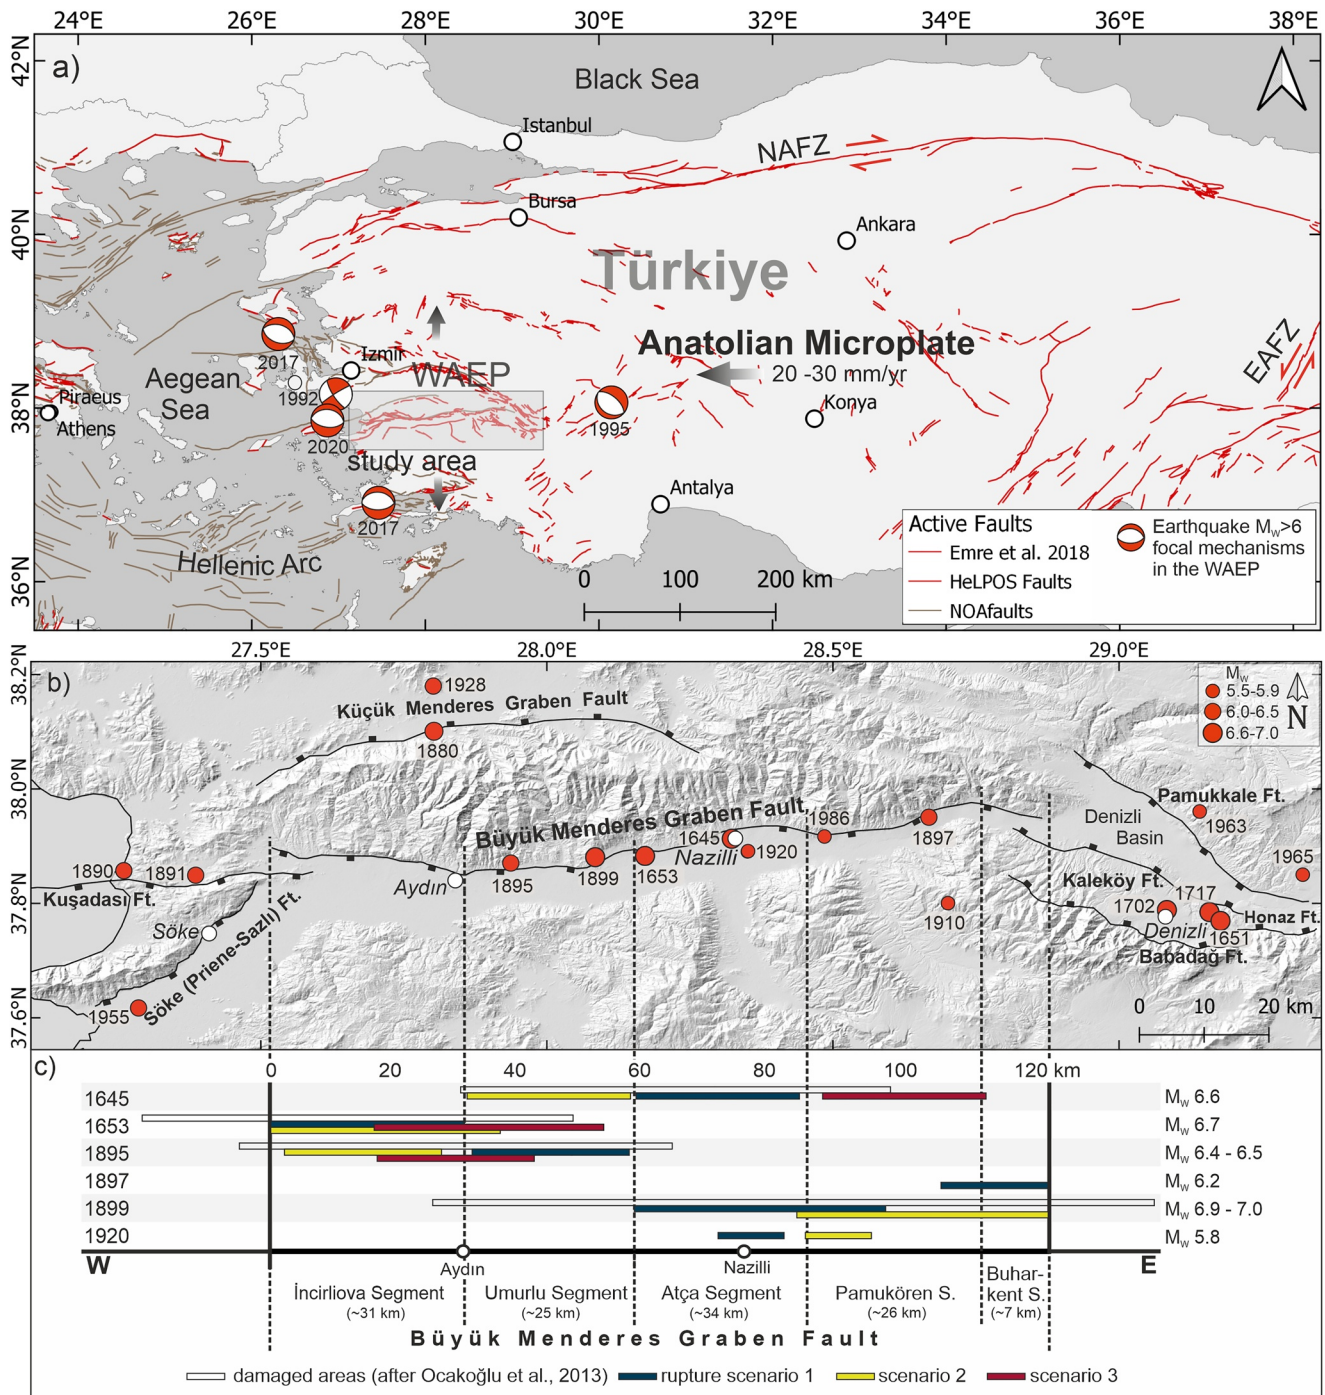 24°E 26°E 28°E 30°E 32°E 34°E 36°E 38°E
42°N
40°N
38°N
36°N
a)
Black Sea
Istanbul
NAFZ
Bursa
Ankara
Türkiye
Anatolian Microplate
20 -30 mm/yr
EAFZ
2017
Izmir
WAEP
Aegean
Sea
1992
Piraeus
Athens
2020
1995
Konya
study area
Antalya
2017
Hellenic Arc
0 100 200 km
Active Faults
Emre et al. 2018
HeLPOS Faults
NOAfaults
Earthquake Mw>6
focal mechanisms
in the WAEP
27.5°E 28.0°E 28.5°E 29.0°E
38.2°N
38.0°N
37.8°N
37.6°N
b)
1928
Küçük Menderes Graben Fault
1880
Mw
5.5-5.9
6.0-6.5
6.6-7.0
N
Pamukkale Ft.
1963
Denizli
Basin
Büyük Menderes Graben Fault
1986
1645
1897
Nazilli
1920
1890
1891
Aydın
1895
1899
1653
1965
Kuşadası Ft.
Kaleköy Ft.
1717
1702
1910
Honaz Ft.
Söke
Denizli
1651
Babadağ Ft.
Söke (Priene-Sazlı) Ft.
1955
0 10 20 km
c)
0 20 40 60 80 100 120 km
1645 Mw 6.6
1653 Mw 6.7
1895 Mw 6.4 - 6.5
1897 Mw 6.2
1899 Mw 6.9 - 7.0
1920 Mw 5.8
W E
Aydın Nazilli
İncirliova Segment
(~31 km)
Umurlu Segment
(~25 km)
Atça Segment
(~34 km)
Pamukören S.
(~26 km)
Buhar-
kent S.
(~7 km)
Büyük Menderes Graben Fault
damaged areas (after Ocakoğlu et al., 2013) rupture scenario 1 scenario 2 scenario 3